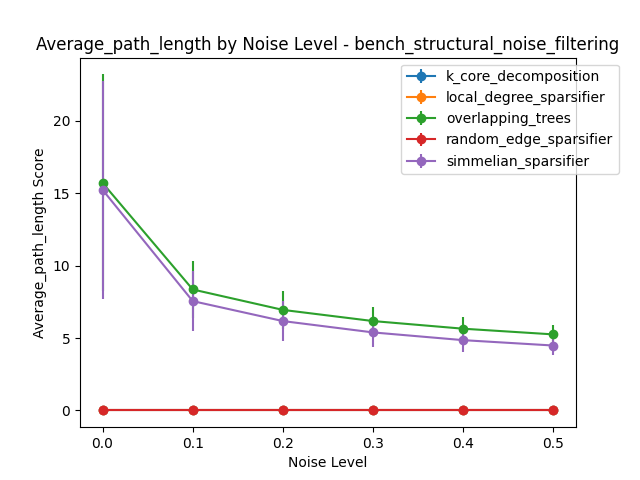 Average_path_length by Noise Level - bench_structural_noise_filtering
k_core_decomposition
local_degree_sparsifier
overlapping_trees
random_edge_sparsifier
simmelian_sparsifier
Average_path_length Score
20
15
10
5
0
0.0 0.1 0.2 0.3 0.4 0.5
Noise Level